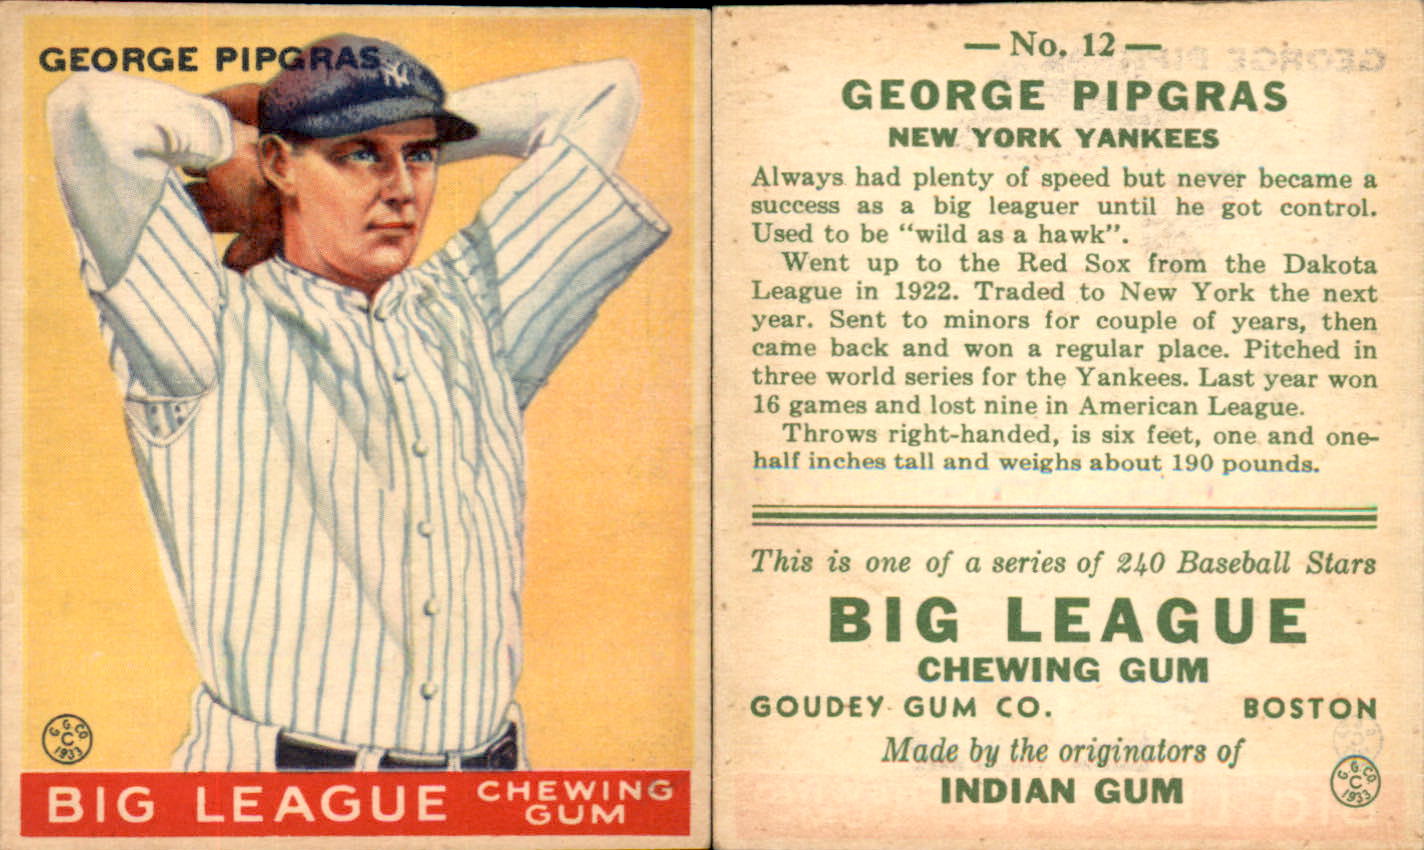 GEORGE PIPGRAS
NY
G. G. CO.
C
1933
BIG LEAGUE CHEWING GUM
— No. 12 —
GEORGE PIPGRAS
NEW YORK YANKEES
Always had plenty of speed but never became a
success as a big leaguer until he got control.
Used to be “wild as a hawk”.
Went up to the Red Sox from the Dakota
League in 1922. Traded to New York the next
year. Sent to minors for couple of years, then
came back and won a regular place. Pitched in
three world series for the Yankees. Last year won
16 games and lost nine in American League.
Throws right-handed, is six feet, one and one-
half inches tall and weighs about 190 pounds.
This is one of a series of 240 Baseball Stars
BIG LEAGUE
CHEWING GUM
GOUDEY GUM CO. BOSTON
Made by the originators of
INDIAN GUM
G. G. CO.
C
1933